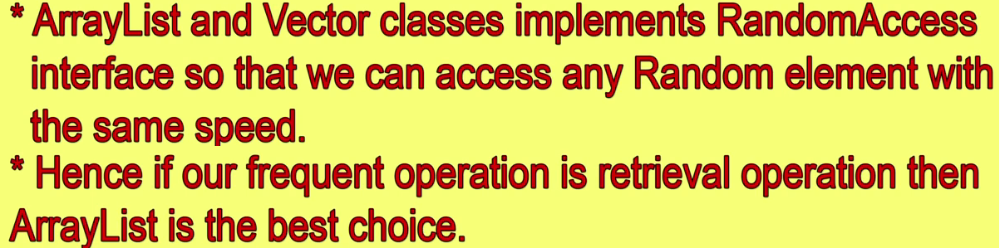 * ArrayList and Vector classes implements RandomAccess
interface so that we can access any Random element with
the same speed.
* Hence if our frequent operation is retrieval operation then
ArrayList is the best choice.